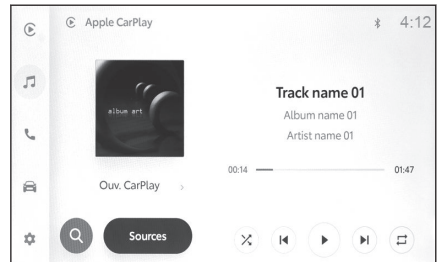 Apple CarPlay
4:12
album art
Track name 01
Album name 01
Artist name 01
00:14
01:47
Ouv. CarPlay
Sources